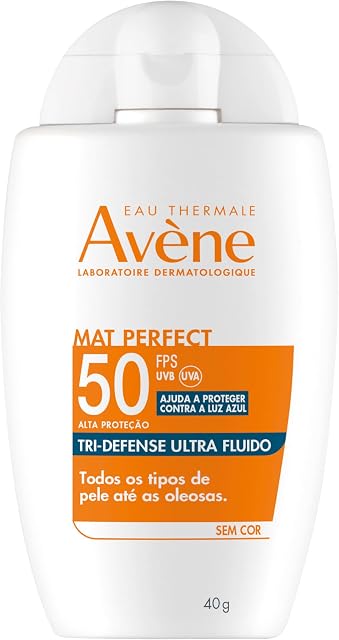 EAU THERMALE
Avène
LABORATOIRE DERMATOLOGIQUE
MAT PERFECT
50 FPS
UVB UVA
ALTA PROTEÇÃO
AJUDA A PROTEGER
CONTRA A LUZ AZUL
TRI-DEFENSE ULTRA FLUIDO
Todos os tipos de
pele até as oleosas.
SEM COR
40g